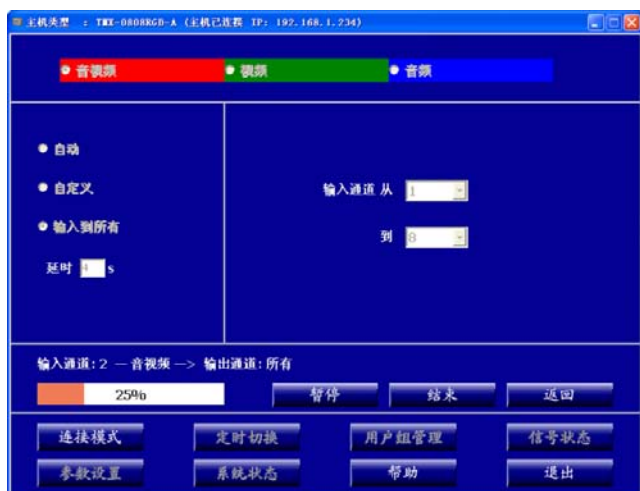 主机类型 : TMX-0808RGB-A (主机已连接 IP: 192.168.1.234)
音视频 视频 音频
自动
自定义
输入通道 从 1
输入到所有
到 8
延时 4 s
输入通道:2 —音视频 —> 输出通道:所有
25% 暂停 结束 返回
连接模式 定时切换 用户组管理 信号状态
参数设置 系统状态 帮助 退出